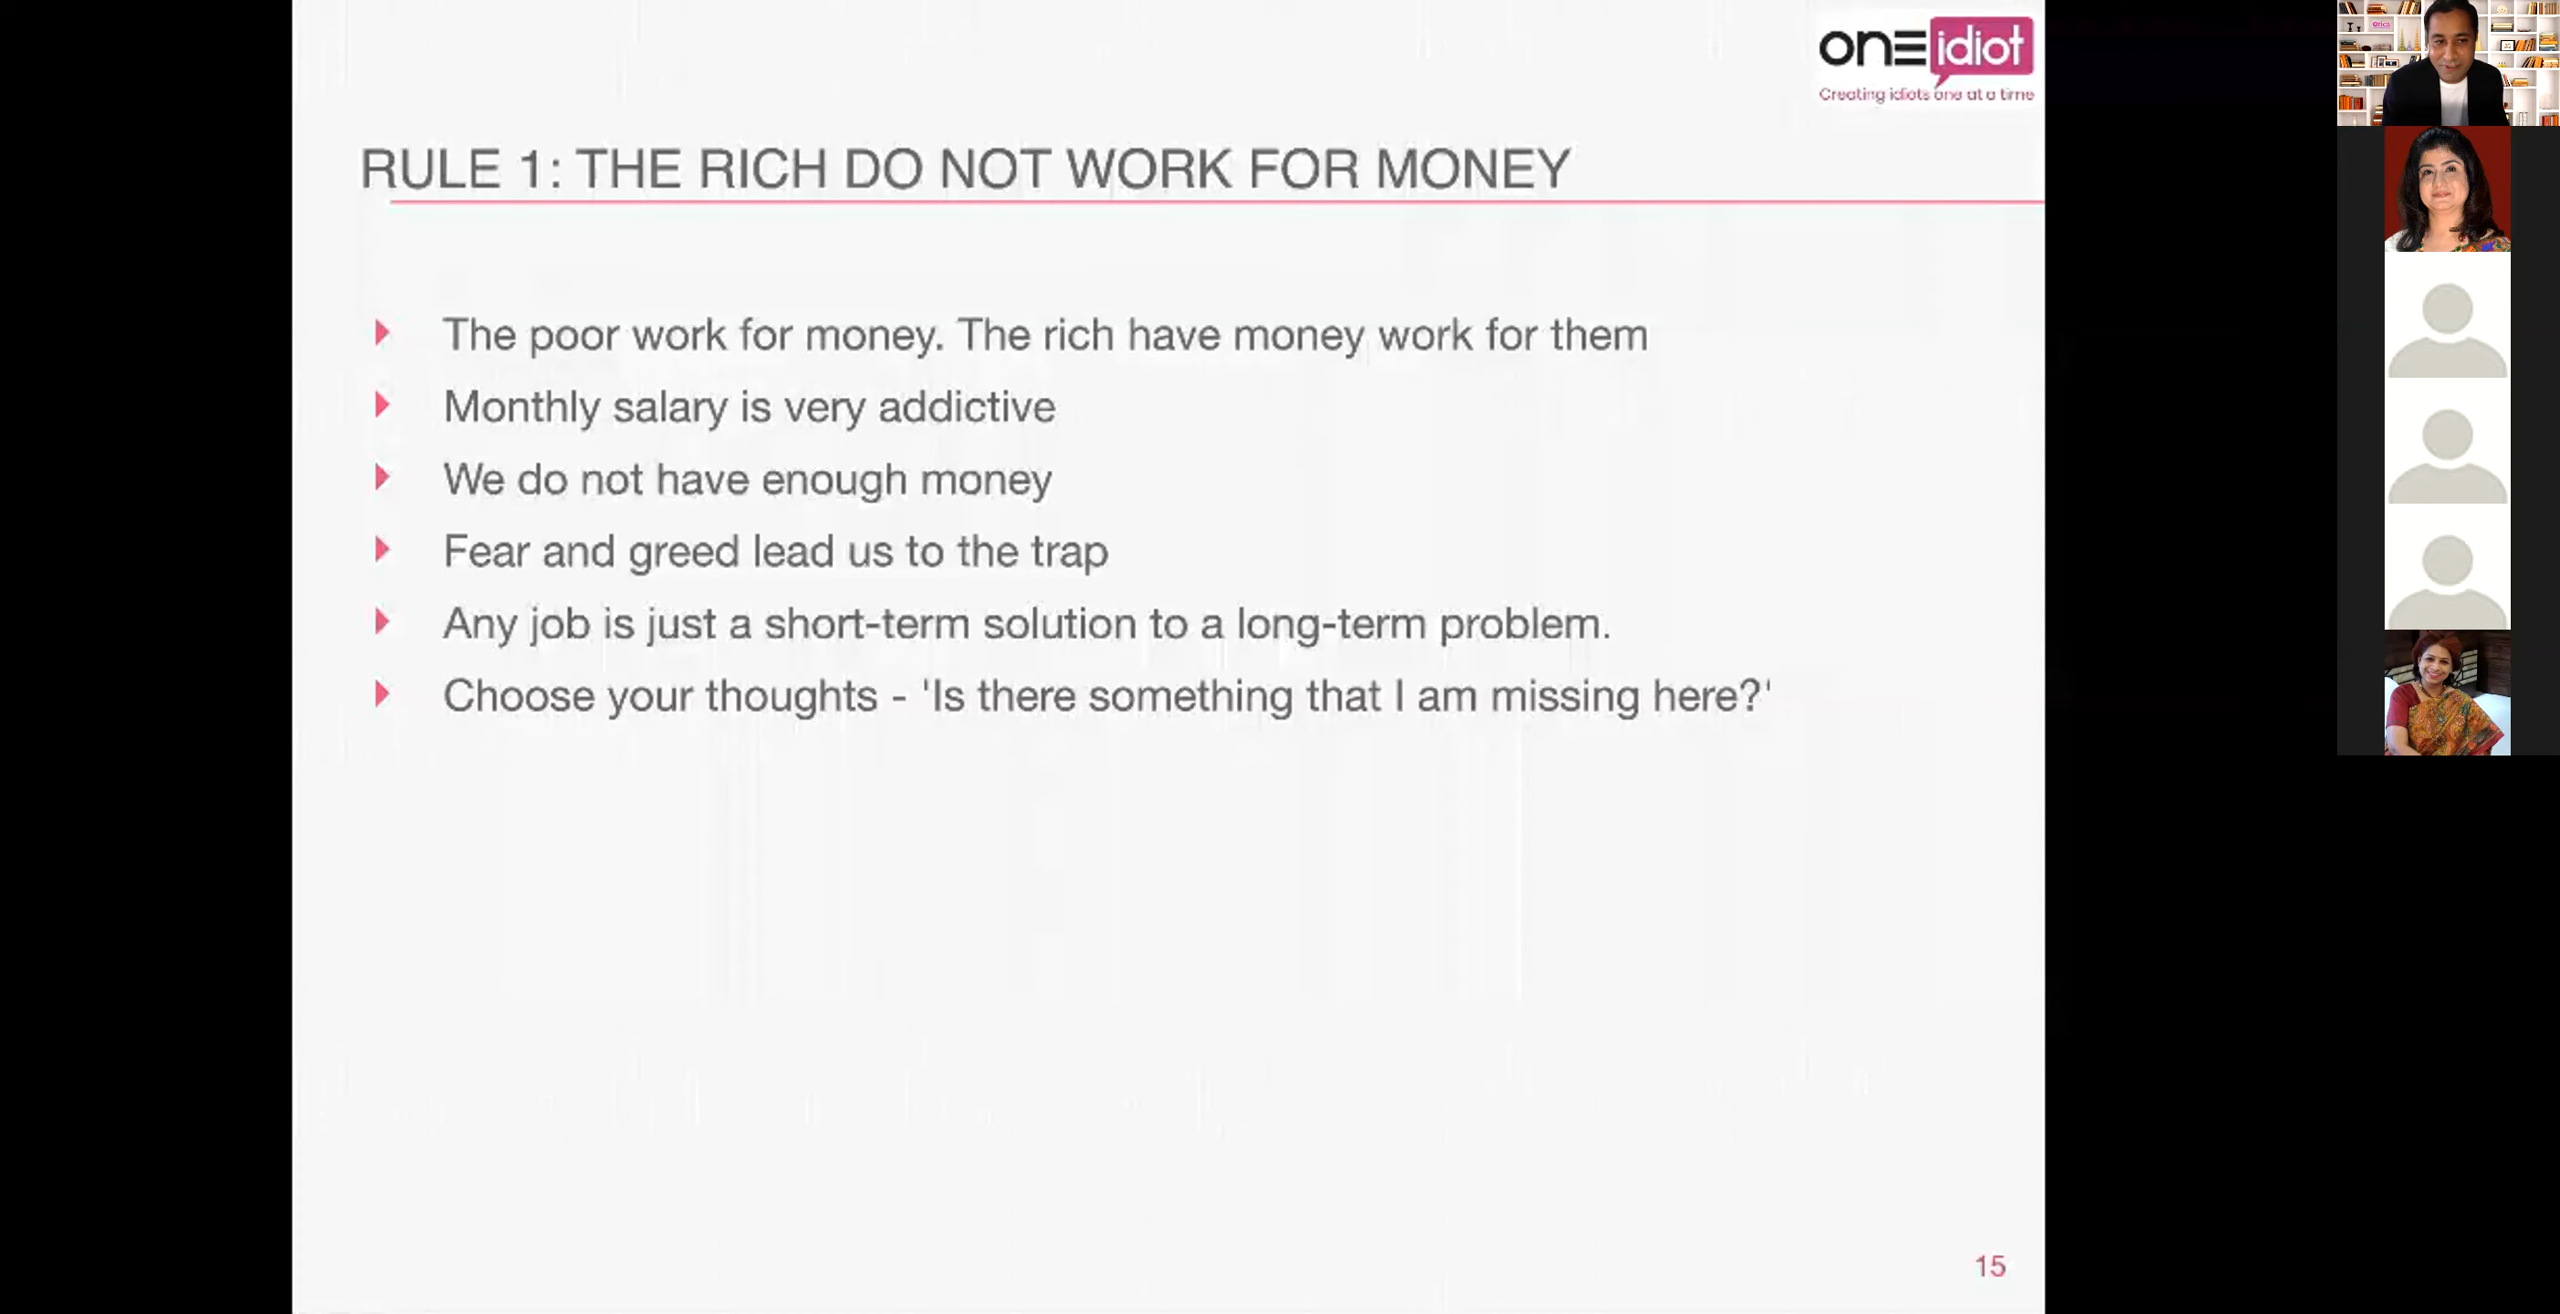 one idiot
Creating idiots one at a time
RULE 1: THE RICH DO NOT WORK FOR MONEY
The poor work for money. The rich have money work for them
Monthly salary is very addictive
We do not have enough money
Fear and greed lead us to the trap
Any job is just a short-term solution to a long-term problem.
Choose your thoughts - 'Is there something that I am missing here?'
15